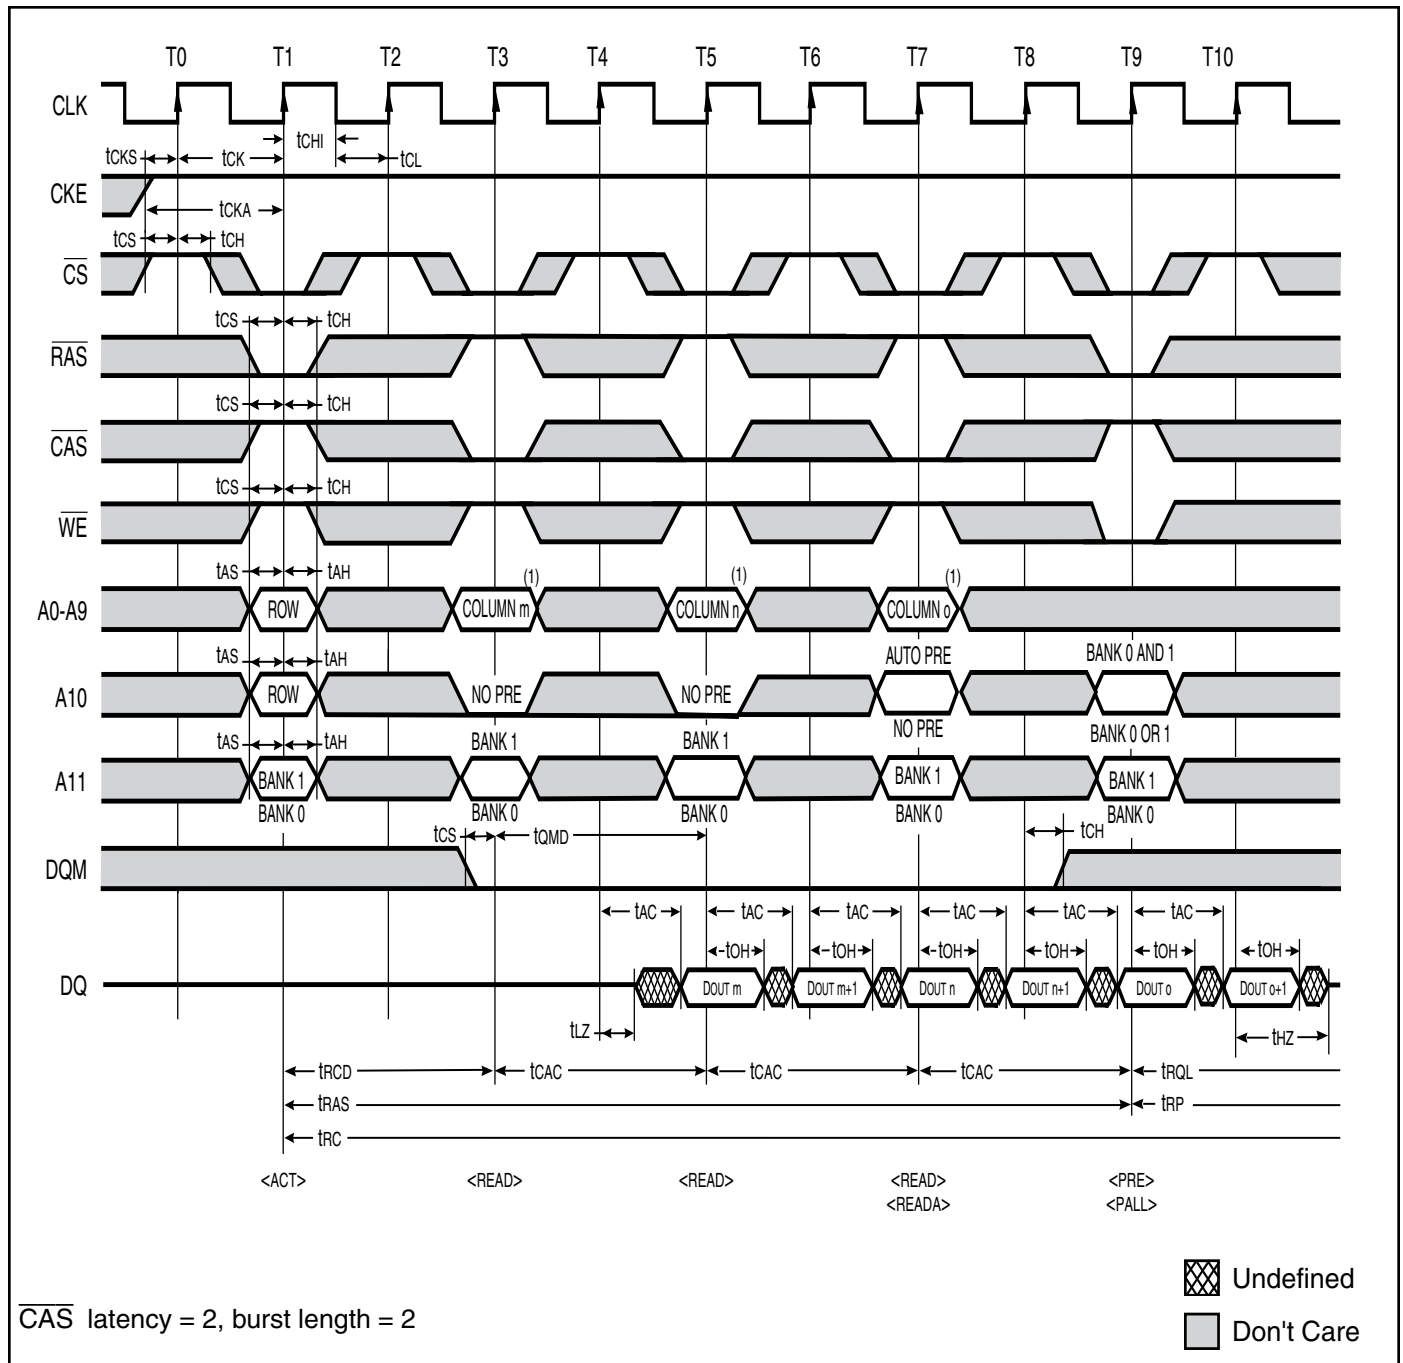 T0 T1 T2 T3 T4 T5 T6 T7 T8 T9 T10
CLK
tCHI
tCKS tCK tCL
CKE
tCKA
tCS tCH
CS
tCS tCH
RAS
tCS tCH
CAS
tCS tCH
WE
tAS tAH (1) (1) (1)
A0-A9 ROW COLUMN m COLUMN n COLUMN o
tAS tAH AUTO PRE BANK 0 AND 1
A10 ROW NO PRE NO PRE
NO PRE BANK 0 OR 1
tAS tAH BANK 1 BANK 1
A11 BANK 1 BANK 1 BANK 1
BANK 0 BANK 0 BANK 0 BANK 0 BANK 0
tCS tQMD tCH
DQM
tAC tAC tAC tAC tAC tAC
tOH tOH tOH tOH tOH tOH
DQ DOUT m DOUT m+1 DOUT n DOUT n+1 DOUT o DOUT o+1
tLZ tHZ
tRCD tCAC tCAC tCAC tRQL
tRAS tRP
tRC
<ACT> <READ> <READ> <READ> <PRE>
<READA> <PALL>
Undefined
CAS latency = 2, burst length = 2
Don't Care